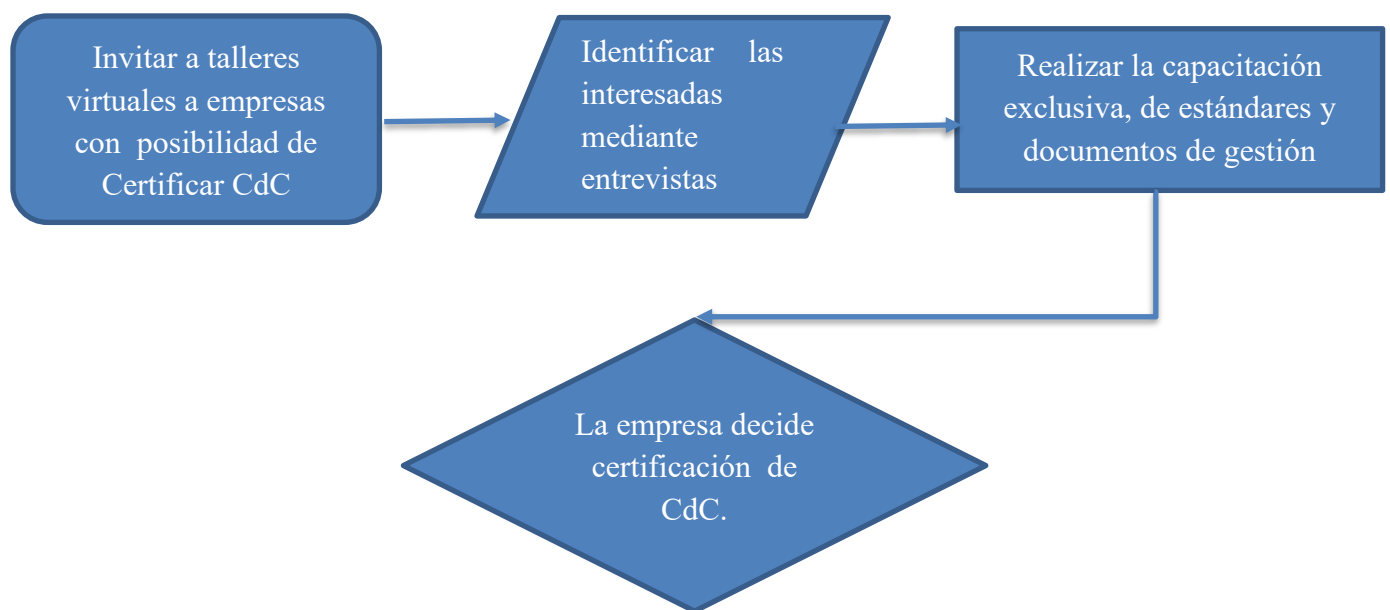 Invitar a talleres
virtuales a empresas
con posibilidad de
Certificar CdC
Identificar las
interesadas
mediante
entrevistas
Realizar la capacitación
exclusiva, de estándares y
documentos de gestión
La empresa decide
certificación de
CdC.